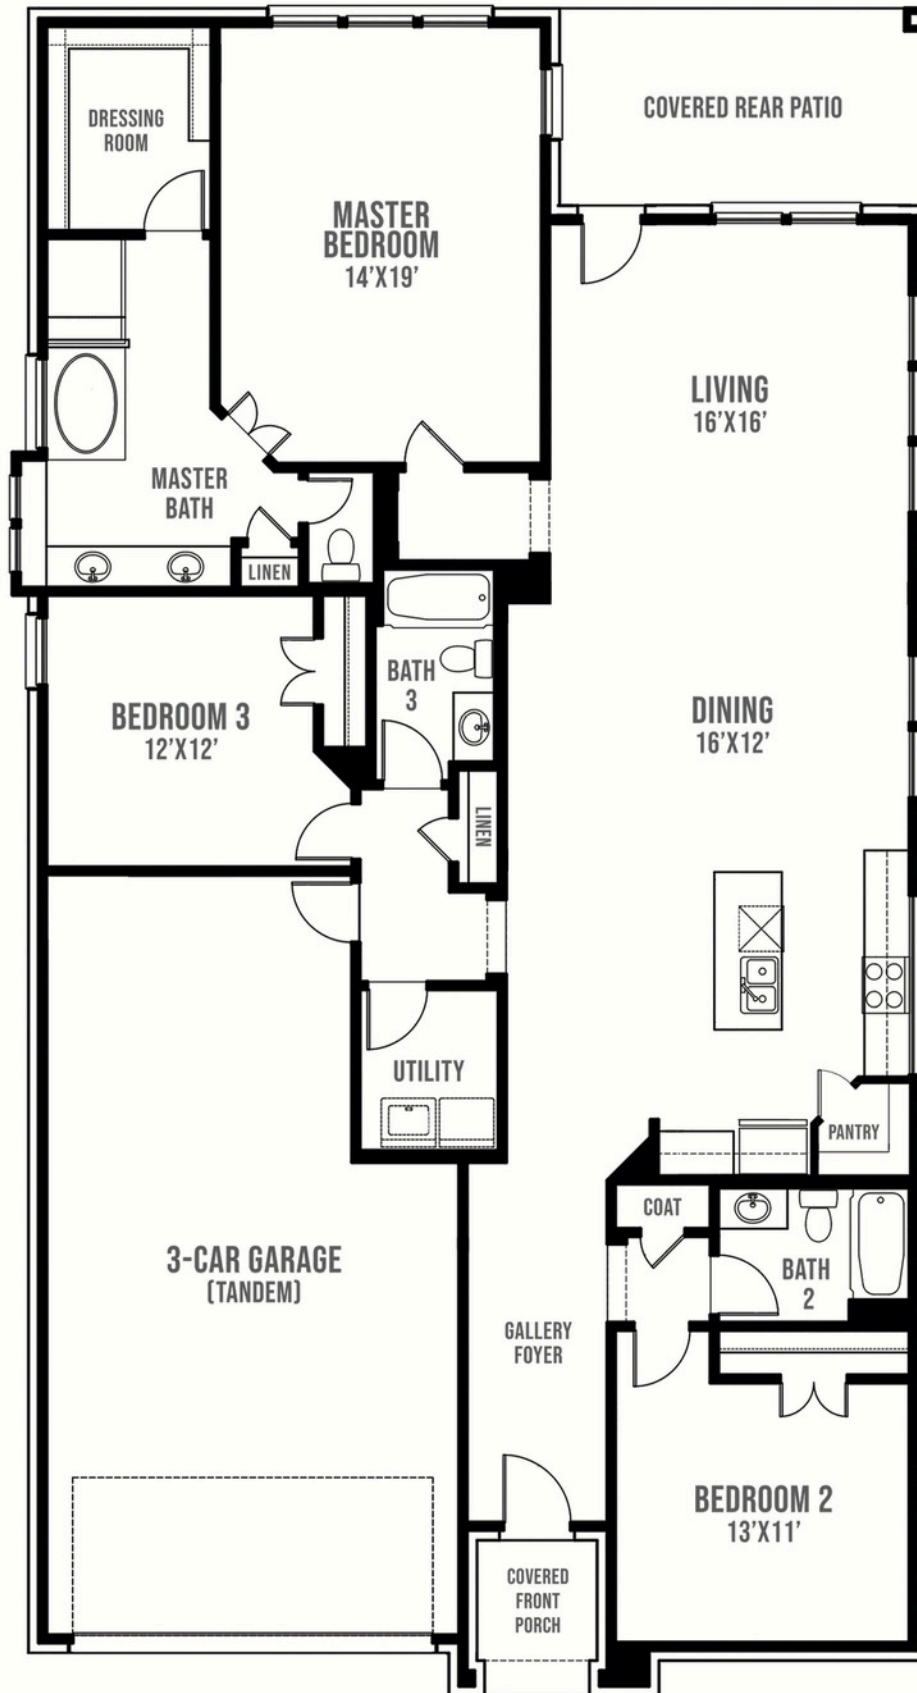 DRESSING
ROOM
COVERED REAR PATIO
MASTER
BEDROOM
14'X19'
LIVING
16'X16'
MASTER
BATH
LINEN
BATH
3
BEDROOM 3
12'X12'
DINING
16'X12'
LINEN
UTILITY
PANTRY
COAT
BATH
2
3-CAR GARAGE
(TANDEM)
GALLERY
FOYER
BEDROOM 2
13'X11'
COVERED
FRONT
PORCH